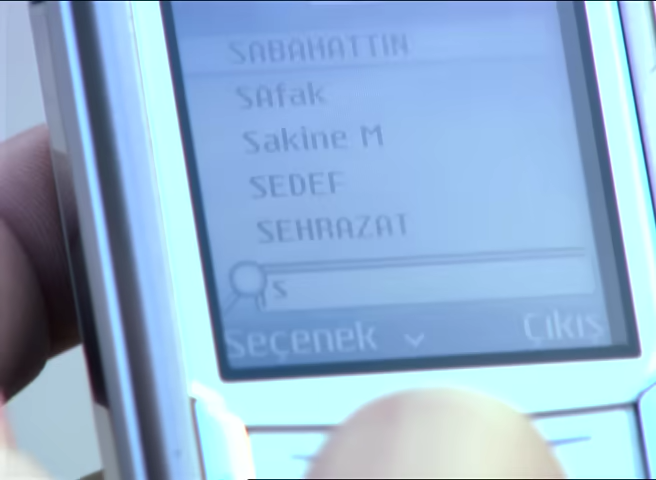 SABAHATTIN
SAfak
Sakine M
SEDEF
SEHRAZAT
s
Seçenek Çıkış